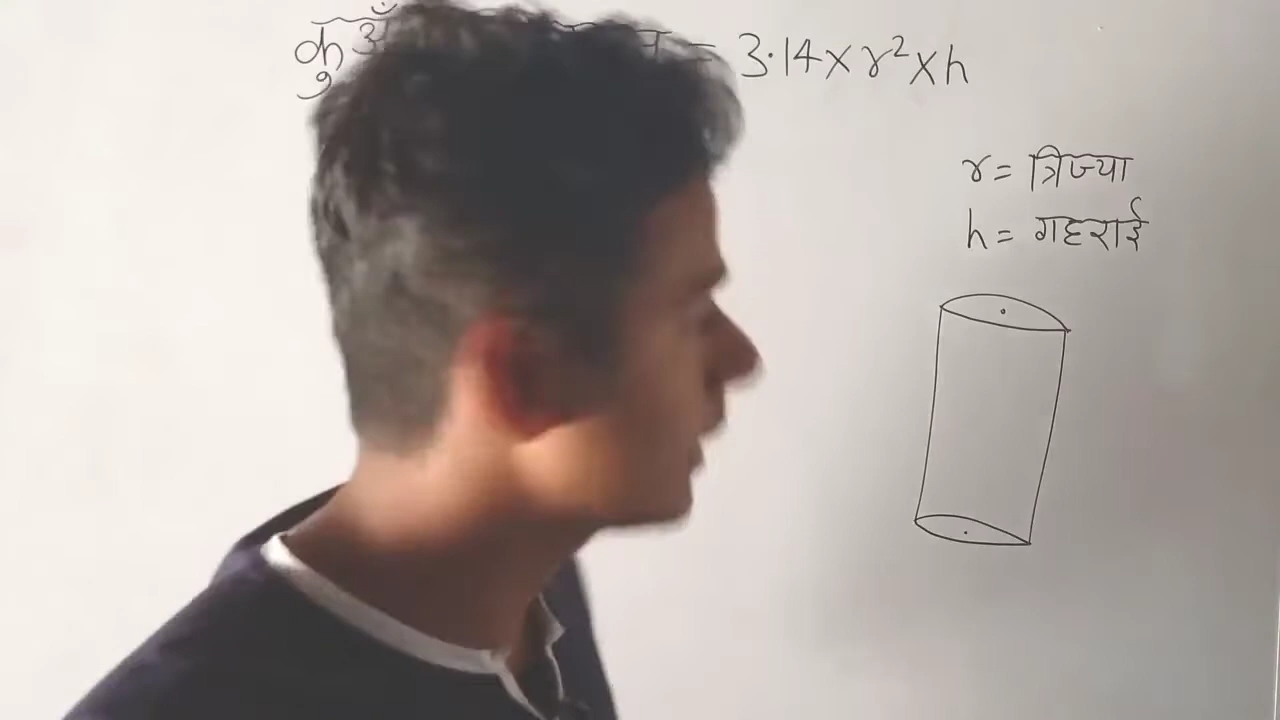 कुआँ = 3.14 × r² × h
r = त्रिज्या
h = गहराई